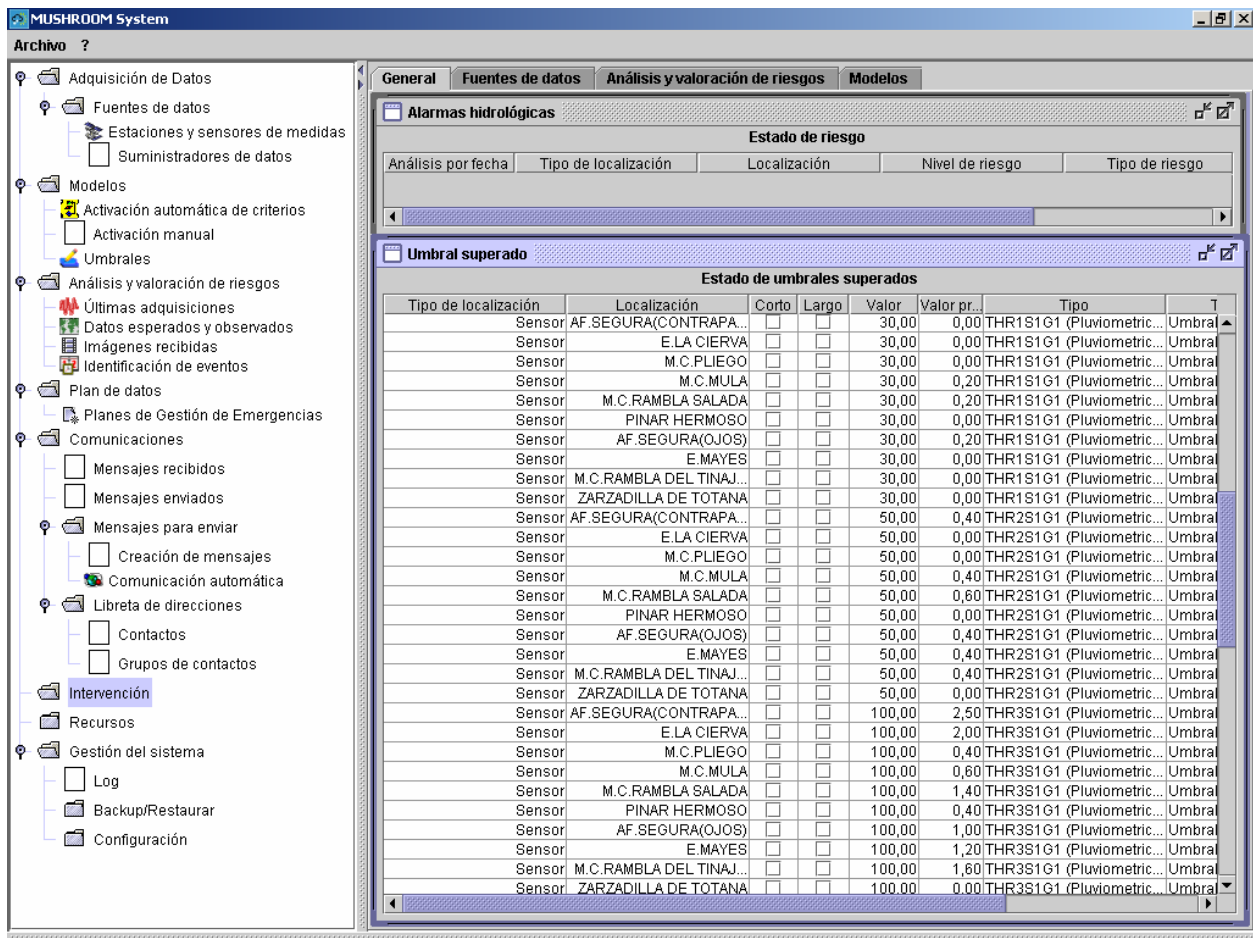 MUSHROOM System
Archivo ?
Adquisición de Datos
Fuentes de datos
Estaciones y sensores de medidas
Suministradores de datos
Modelos
Activación automática de criterios
Activación manual
Umbrales
Análisis y valoración de riesgos
Últimas adquisiciones
Datos esperados y observados
Imágenes recibidas
Identificación de eventos
Plan de datos
Planes de Gestión de Emergencias
Comunicaciones
Mensajes recibidos
Mensajes enviados
Mensajes para enviar
Creación de mensajes
Comunicación automática
Libreta de direcciones
Contactos
Grupos de contactos
Intervención
Recursos
Gestión del sistema
Log
Backup/Restaurar
Configuración
General Fuentes de datos Análisis y valoración de riesgos Modelos
Alarmas hidrológicas
Estado de riesgo
Análisis por fecha Tipo de localización Localización Nivel de riesgo Tipo de riesgo
Umbral superado
Estado de umbrales superados
Tipo de localización Localización Corto Largo Valor Valor pr... Tipo T
Sensor AF.SEGURA(CONTRAPA... 30,00 0,00 THR1S1G1 (Pluviometric... Umbral
Sensor E.LA CIERVA 30,00 0,00 THR1S1G1 (Pluviometric... Umbral
Sensor M.C.PLIEGO 30,00 0,00 THR1S1G1 (Pluviometric... Umbral
Sensor M.C.MULA 30,00 0,20 THR1S1G1 (Pluviometric... Umbral
Sensor M.C.RAMBLA SALADA 30,00 0,20 THR1S1G1 (Pluviometric... Umbral
Sensor PINAR HERMOSO 30,00 0,00 THR1S1G1 (Pluviometric... Umbral
Sensor AF.SEGURA(OJOS) 30,00 0,20 THR1S1G1 (Pluviometric... Umbral
Sensor E.MAYES 30,00 0,00 THR1S1G1 (Pluviometric... Umbral
Sensor M.C.RAMBLA DEL TINAJ... 30,00 0,00 THR1S1G1 (Pluviometric... Umbral
Sensor ZARZADILLA DE TOTANA 30,00 0,00 THR1S1G1 (Pluviometric... Umbral
Sensor AF.SEGURA(CONTRAPA... 50,00 0,40 THR2S1G1 (Pluviometric... Umbral
Sensor E.LA CIERVA 50,00 0,00 THR2S1G1 (Pluviometric... Umbral
Sensor M.C.PLIEGO 50,00 0,00 THR2S1G1 (Pluviometric... Umbral
Sensor M.C.MULA 50,00 0,40 THR2S1G1 (Pluviometric... Umbral
Sensor M.C.RAMBLA SALADA 50,00 0,60 THR2S1G1 (Pluviometric... Umbral
Sensor PINAR HERMOSO 50,00 0,00 THR2S1G1 (Pluviometric... Umbral
Sensor AF.SEGURA(OJOS) 50,00 0,40 THR2S1G1 (Pluviometric... Umbral
Sensor E.MAYES 50,00 0,40 THR2S1G1 (Pluviometric... Umbral
Sensor M.C.RAMBLA DEL TINAJ... 50,00 0,40 THR2S1G1 (Pluviometric... Umbral
Sensor ZARZADILLA DE TOTANA 50,00 0,00 THR2S1G1 (Pluviometric... Umbral
Sensor AF.SEGURA(CONTRAPA... 100,00 2,50 THR3S1G1 (Pluviometric... Umbral
Sensor E.LA CIERVA 100,00 2,00 THR3S1G1 (Pluviometric... Umbral
Sensor M.C.PLIEGO 100,00 0,40 THR3S1G1 (Pluviometric... Umbral
Sensor M.C.MULA 100,00 0,60 THR3S1G1 (Pluviometric... Umbral
Sensor M.C.RAMBLA SALADA 100,00 1,40 THR3S1G1 (Pluviometric... Umbral
Sensor PINAR HERMOSO 100,00 0,40 THR3S1G1 (Pluviometric... Umbral
Sensor AF.SEGURA(OJOS) 100,00 1,00 THR3S1G1 (Pluviometric... Umbral
Sensor E.MAYES 100,00 1,20 THR3S1G1 (Pluviometric... Umbral
Sensor M.C.RAMBLA DEL TINAJ... 100,00 1,60 THR3S1G1 (Pluviometric... Umbral
Sensor ZARZADILLA DE TOTANA 100,00 0,00 THR3S1G1 (Pluviometric... Umbral